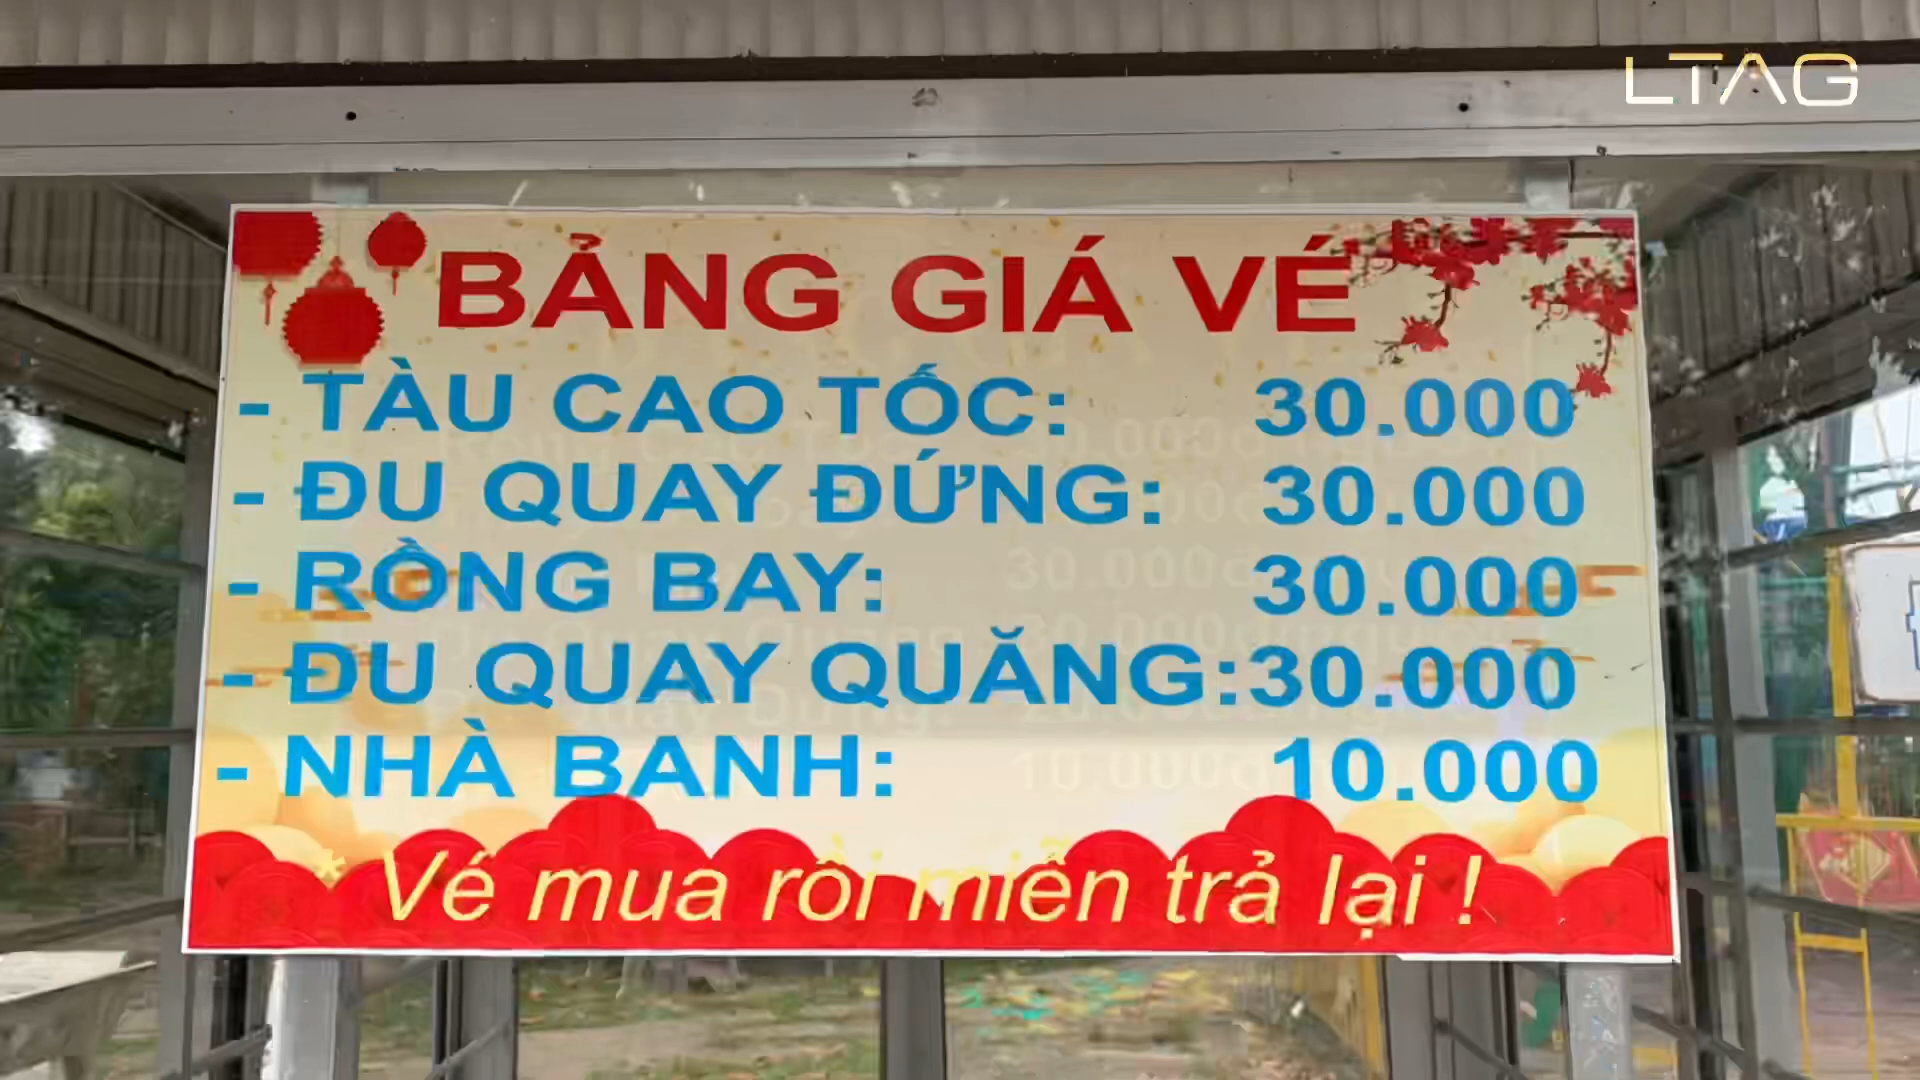 LTAG
BẢNG GIÁ VÉ
- TÀU CAO TỐC: 30.000
- ĐU QUAY ĐỨNG: 30.000
- RỒNG BAY: 30.000
- ĐU QUAY QUĂNG:30.000
- NHÀ BANH: 10.000
* Vé mua rồi miễn trả lại !